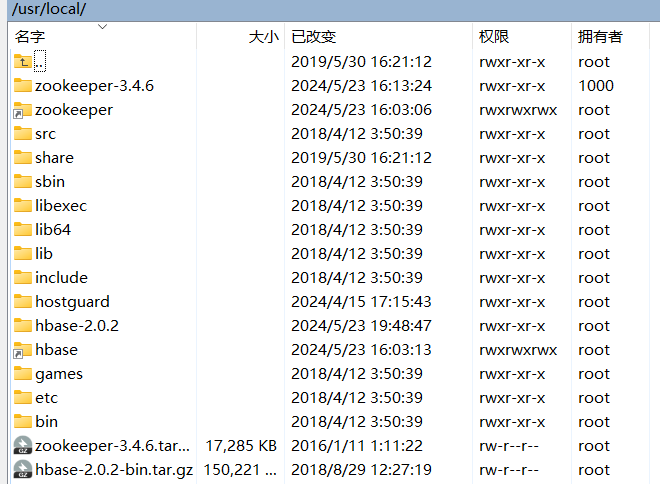 /usr/local/
名字 大小 已改变 权限 拥有者
.. 2019/5/30 16:21:12 rwxr-xr-x root
zookeeper-3.4.6 2024/5/23 16:13:24 rwxr-xr-x 1000
zookeeper 2024/5/23 16:03:06 rwxrwxrwx root
src 2018/4/12 3:50:39 rwxr-xr-x root
share 2019/5/30 16:21:12 rwxr-xr-x root
sbin 2018/4/12 3:50:39 rwxr-xr-x root
libexec 2018/4/12 3:50:39 rwxr-xr-x root
lib64 2018/4/12 3:50:39 rwxr-xr-x root
lib 2018/4/12 3:50:39 rwxr-xr-x root
include 2018/4/12 3:50:39 rwxr-xr-x root
hostguard 2024/4/15 17:15:43 rwxr-xr-x root
hbase-2.0.2 2024/5/23 19:48:47 rwxr-xr-x root
hbase 2024/5/23 16:03:13 rwxrwxrwx root
games 2018/4/12 3:50:39 rwxr-xr-x root
etc 2018/4/12 3:50:39 rwxr-xr-x root
bin 2018/4/12 3:50:39 rwxr-xr-x root
GZ zookeeper-3.4.6.tar... 17,285 KB 2016/1/11 1:11:22 rw-r--r-- root
GZ hbase-2.0.2-bin.tar.gz 150,221 ... 2018/8/29 12:27:19 rw-r--r-- root